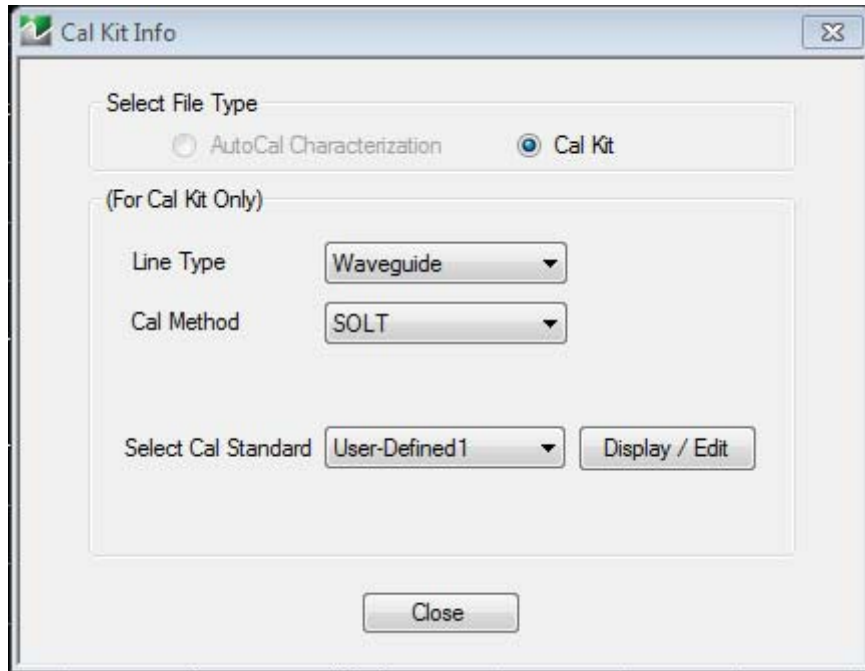 Cal Kit Info
Select File Type
AutoCal Characterization Cal Kit
(For Cal Kit Only)
Line Type Waveguide
Cal Method SOLT
Select Cal Standard User-Defined1 Display / Edit
Close